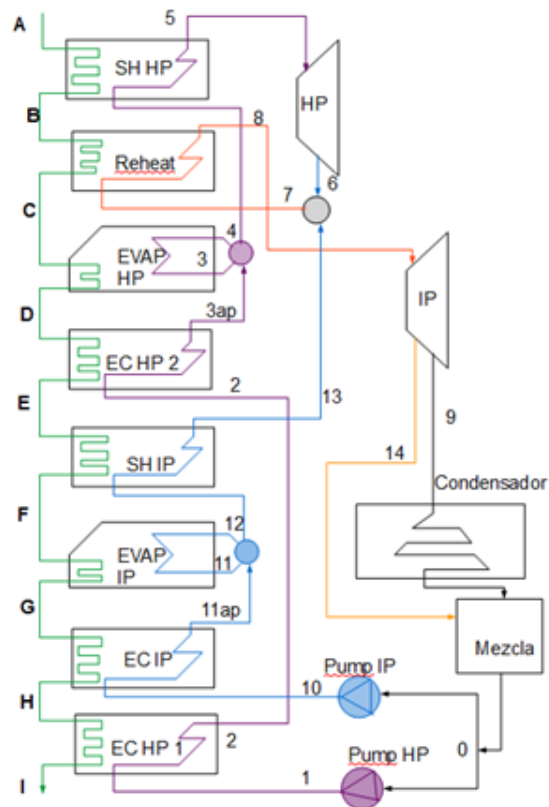 A
5
SH HP
HP
B
8
Reheat
6
7
C
4
EVAP
3
HP
IP
D
3ap
EC HP 2
2
E
13
9
14
SH IP
Condensador
F
12
EVAP
11
IP
G
11ap
Mezcla
EC IP
Pump IP
H
10
2
Pump HP
0
EC HP 1
1
I